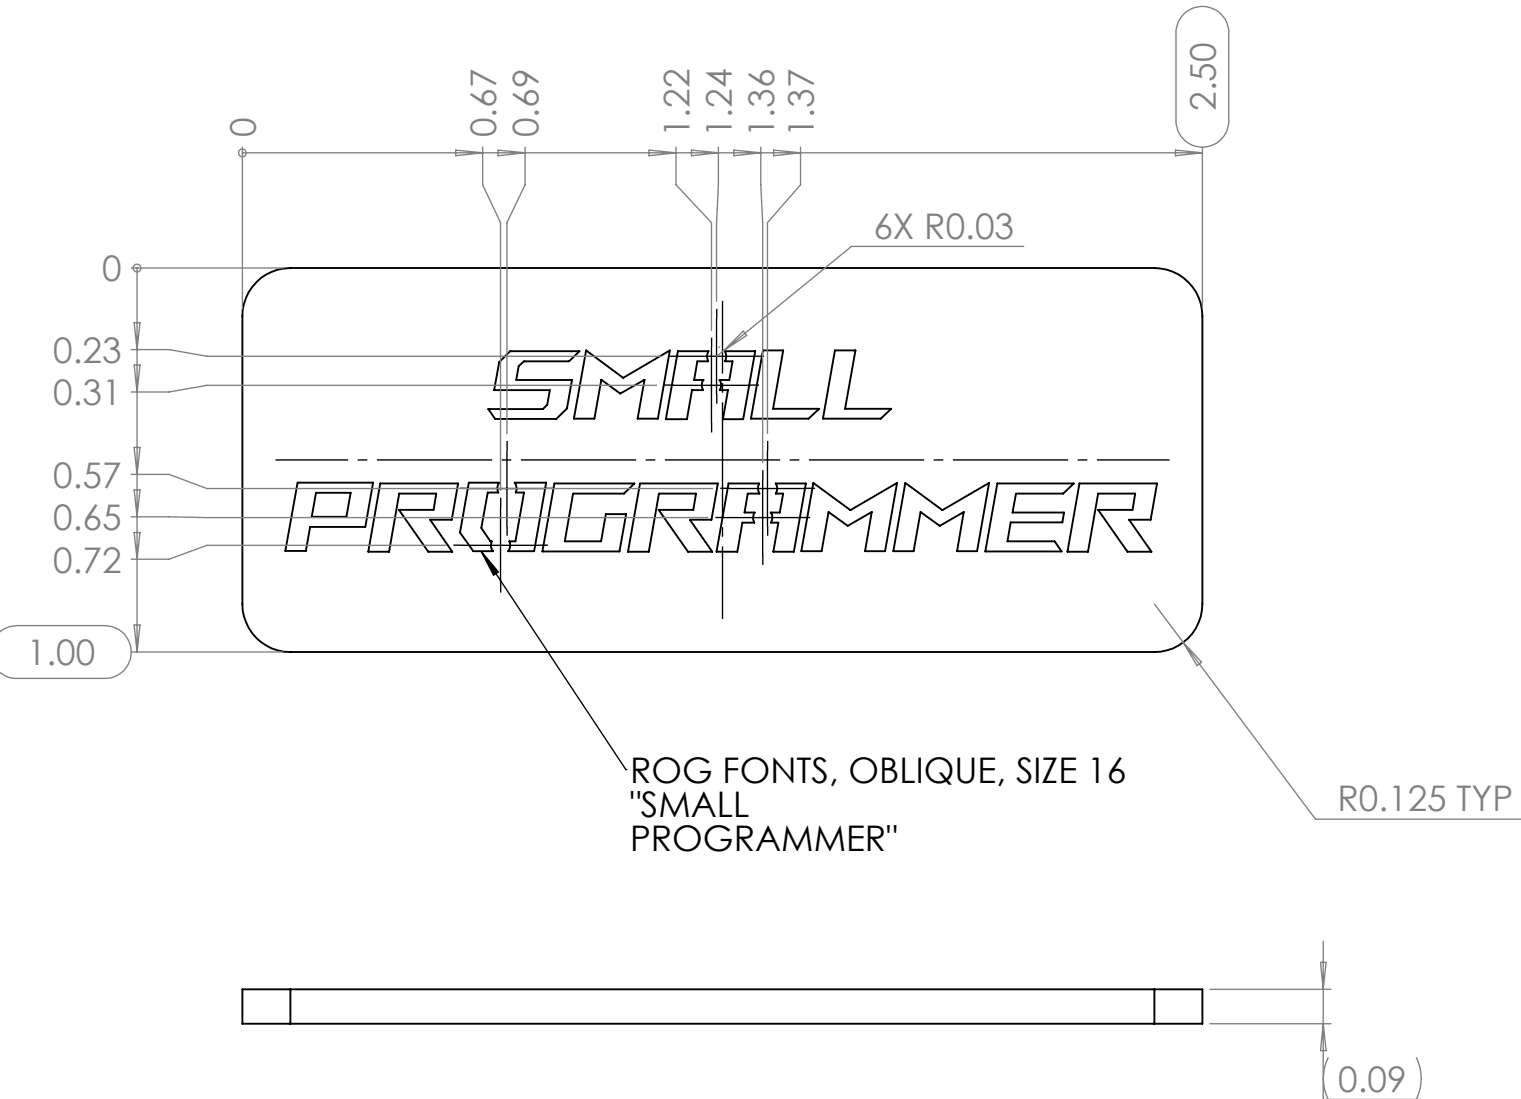 0
0.67
0.69
1.22
1.24
1.36
1.37
2.50
6X R0.03
0
0.23
0.31
0.57
0.65
0.72
1.00
SMALL
PROGRAMMER
ROG FONTS, OBLIQUE, SIZE 16
"SMALL
PROGRAMMER"
R0.125 TYP
(0.09)